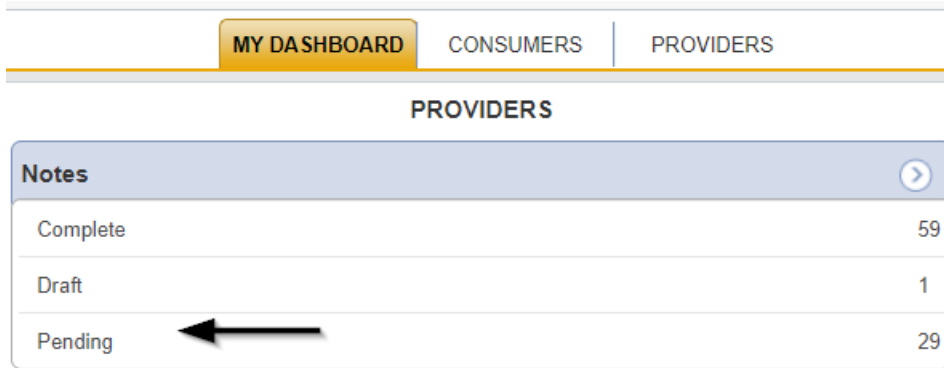 MY DASHBOARD CONSUMERS PROVIDERS
PROVIDERS
Notes
Complete 59
Draft 1
Pending 29